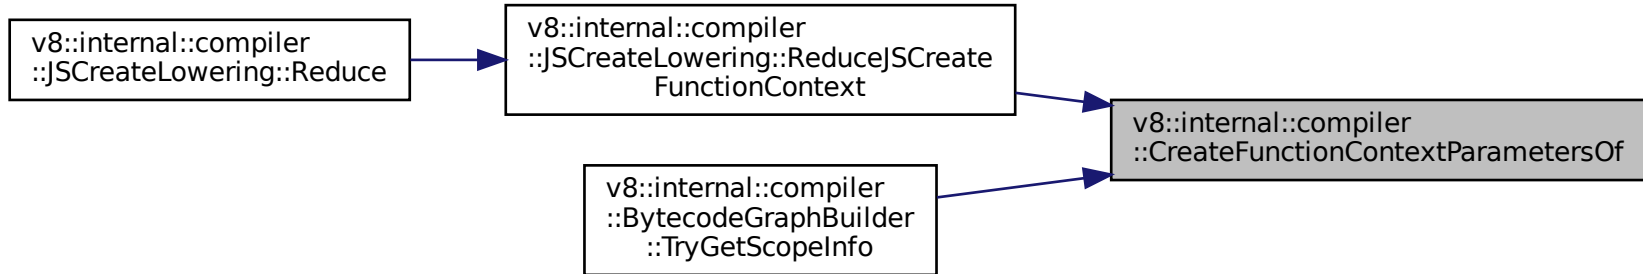 v8::internal::compiler
::JSCreateLowering::Reduce
v8::internal::compiler
::JSCreateLowering::ReduceJSCreate
FunctionContext
v8::internal::compiler
::BytecodeGraphBuilder
::TryGetScopeInfo
v8::internal::compiler
::CreateFunctionContextParametersOf